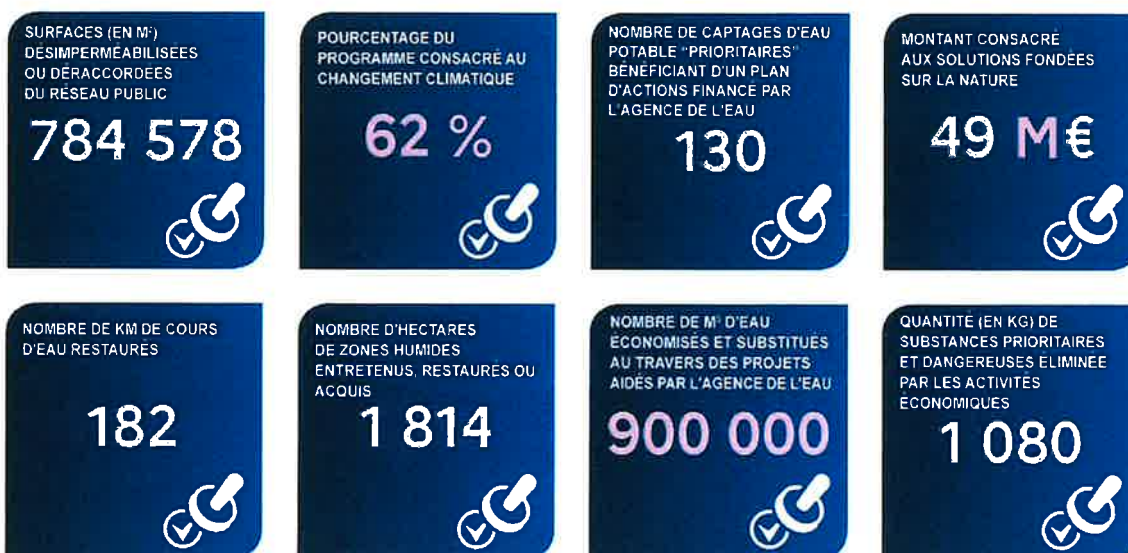 SURFACES (EN M²)
DÉSIMPERMÉABILISÉES
OU DÉRACCORDÉES
DU RÉSEAU PUBLIC
784 578
POURCENTAGE DU
PROGRAMME CONSACRÉ AU
CHANGEMENT CLIMATIQUE
62 %
NOMBRE DE CAPTAGES D'EAU
POTABLE "PRIORITAIRES"
BÉNÉFICIANT D'UN PLAN
D'ACTIONS FINANCÉ PAR
L'AGENCE DE L'EAU
130
MONTANT CONSACRÉ
AUX SOLUTIONS FONDÉES
SUR LA NATURE
49 M€
NOMBRE DE KM DE COURS
D'EAU RESTAURÉS
182
NOMBRE D'HECTARES
DE ZONES HUMIDES
ENTRETENUS, RESTAURÉS OU
ACQUIS
1 814
NOMBRE DE M³ D'EAU
ÉCONOMISÉS ET SUBSTITUÉS
AU TRAVERS DES PROJETS
AIDÉS PAR L'AGENCE DE L'EAU
900 000
QUANTITÉ (EN KG) DE
SUBSTANCES PRIORITAIRES
ET DANGEREUSES ÉLIMINÉE
PAR LES ACTIVITÉS
ÉCONOMIQUES
1 080